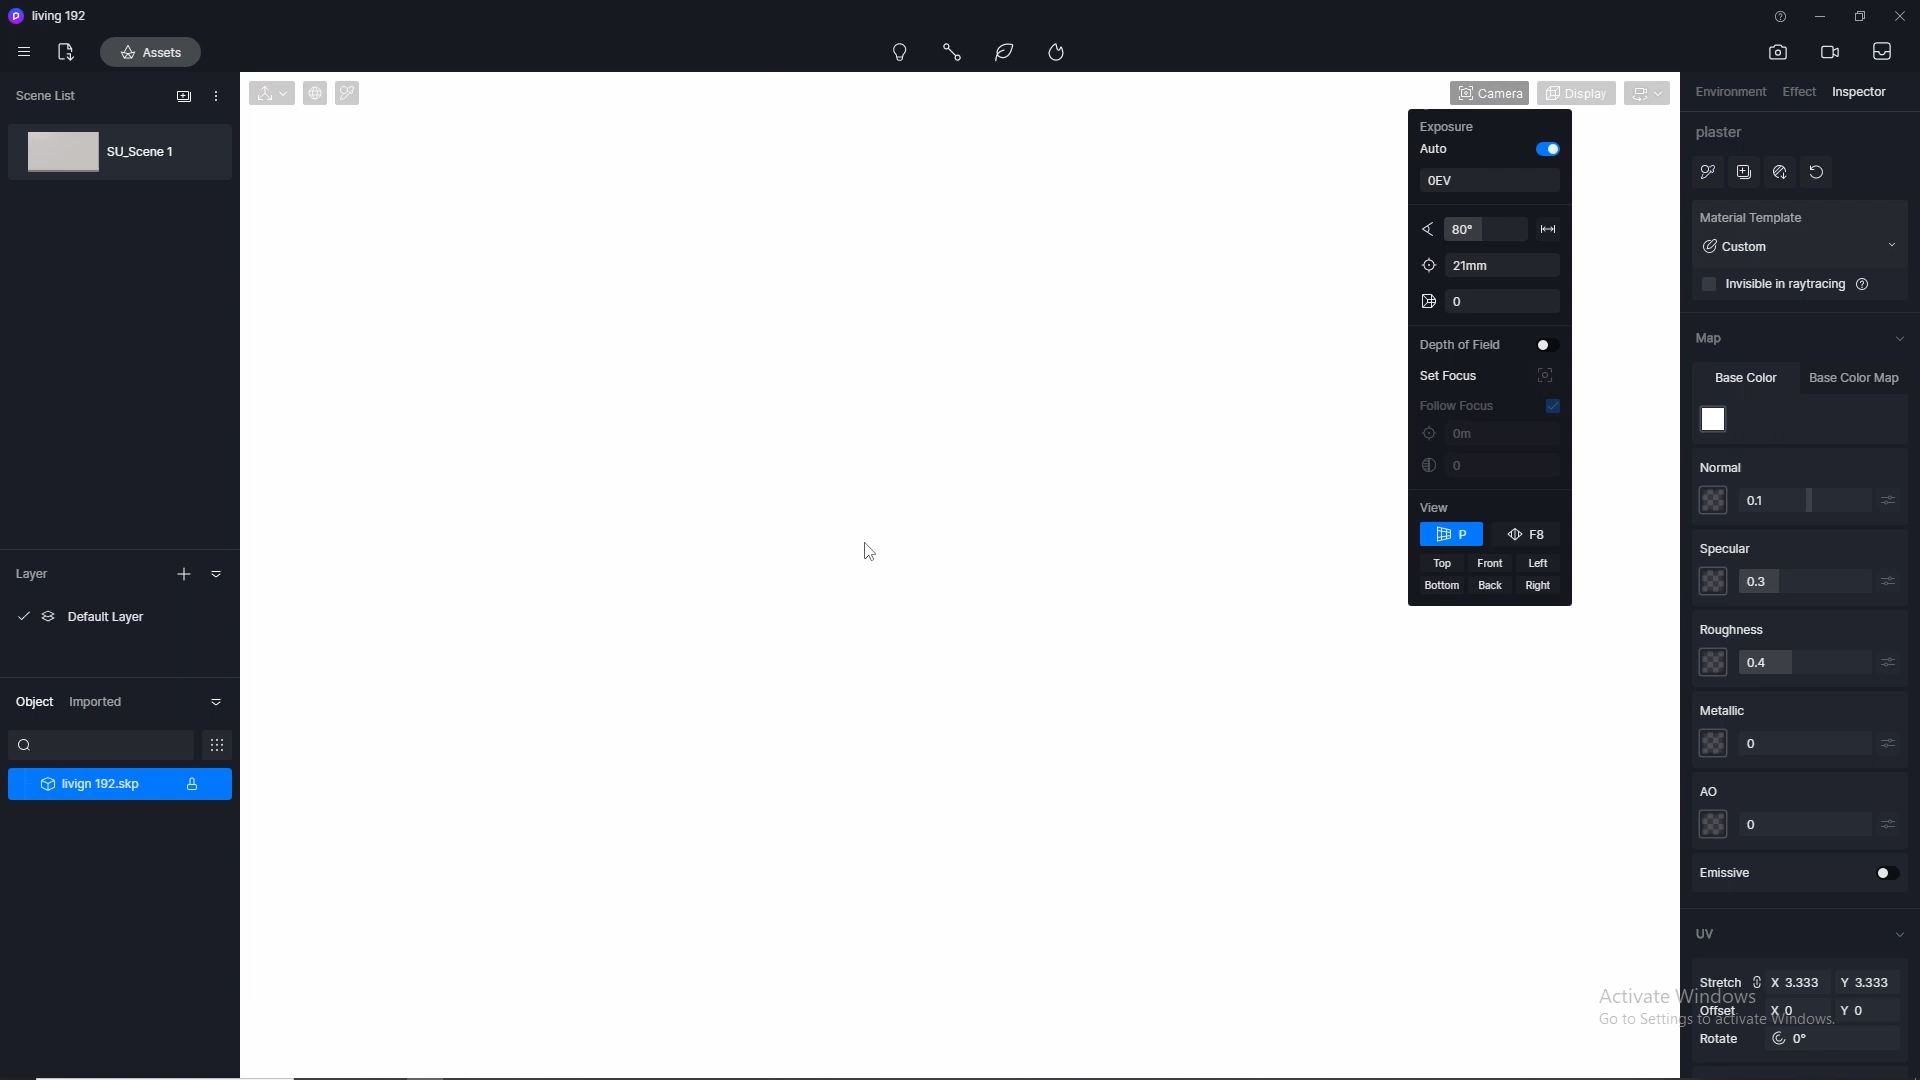 living 192
Assets
Scene List
SU_Scene 1
Layer
Default Layer
Object Imported
livign 192.skp
Camera
Display
Exposure
Auto
0EV
80°
21mm
0
Depth of Field
Set Focus
Follow Focus
0m
0
View
P F8
Top Front Left
Bottom Back Right
Environment Effect Inspector
plaster
Material Template
Custom
Invisible in raytracing
Map
Base Color Base Color Map
Normal
0.1
Specular
0.3
Roughness
0.4
Metallic
0
AO
0
Emissive
UV
Stretch X 3.333 Y 3.333
Offset X 0 Y 0
Rotate 0°
Activate Windows
Go to Settings to activate Windows.